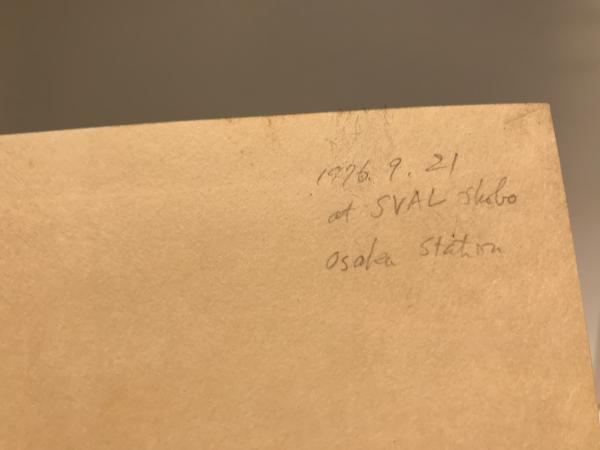 1976. 9. 21
at SVAL shobo
Osaka Station